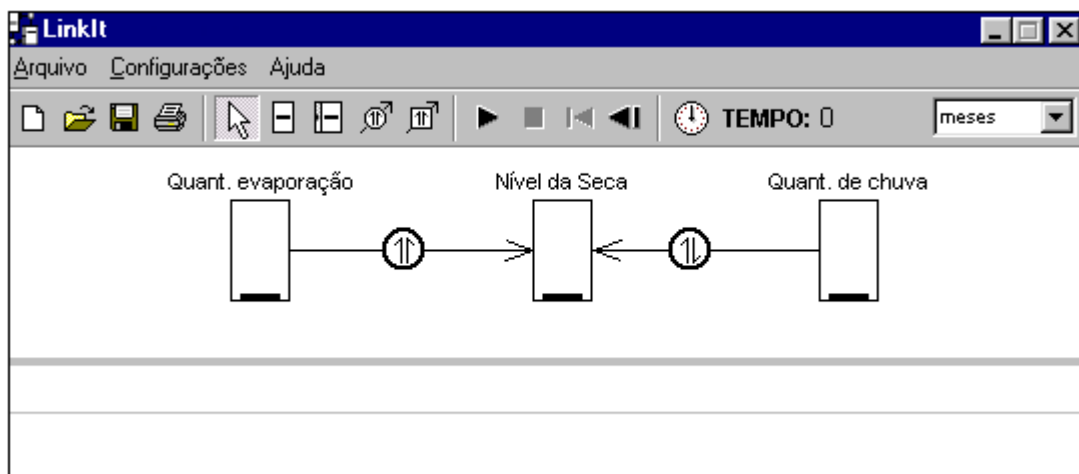 LinkIt
Arquivo Configurações Ajuda
TEMPO: 0 meses
Quant. evaporação Nível da Seca Quant. de chuva